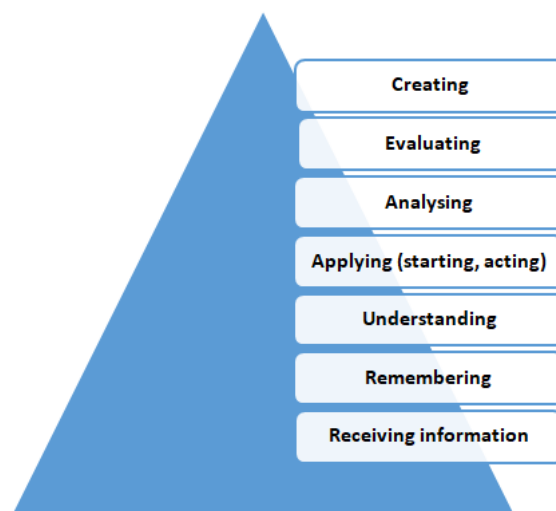 Creating
Evaluating
Analysing
Applying (starting, acting)
Understanding
Remembering
Receiving information